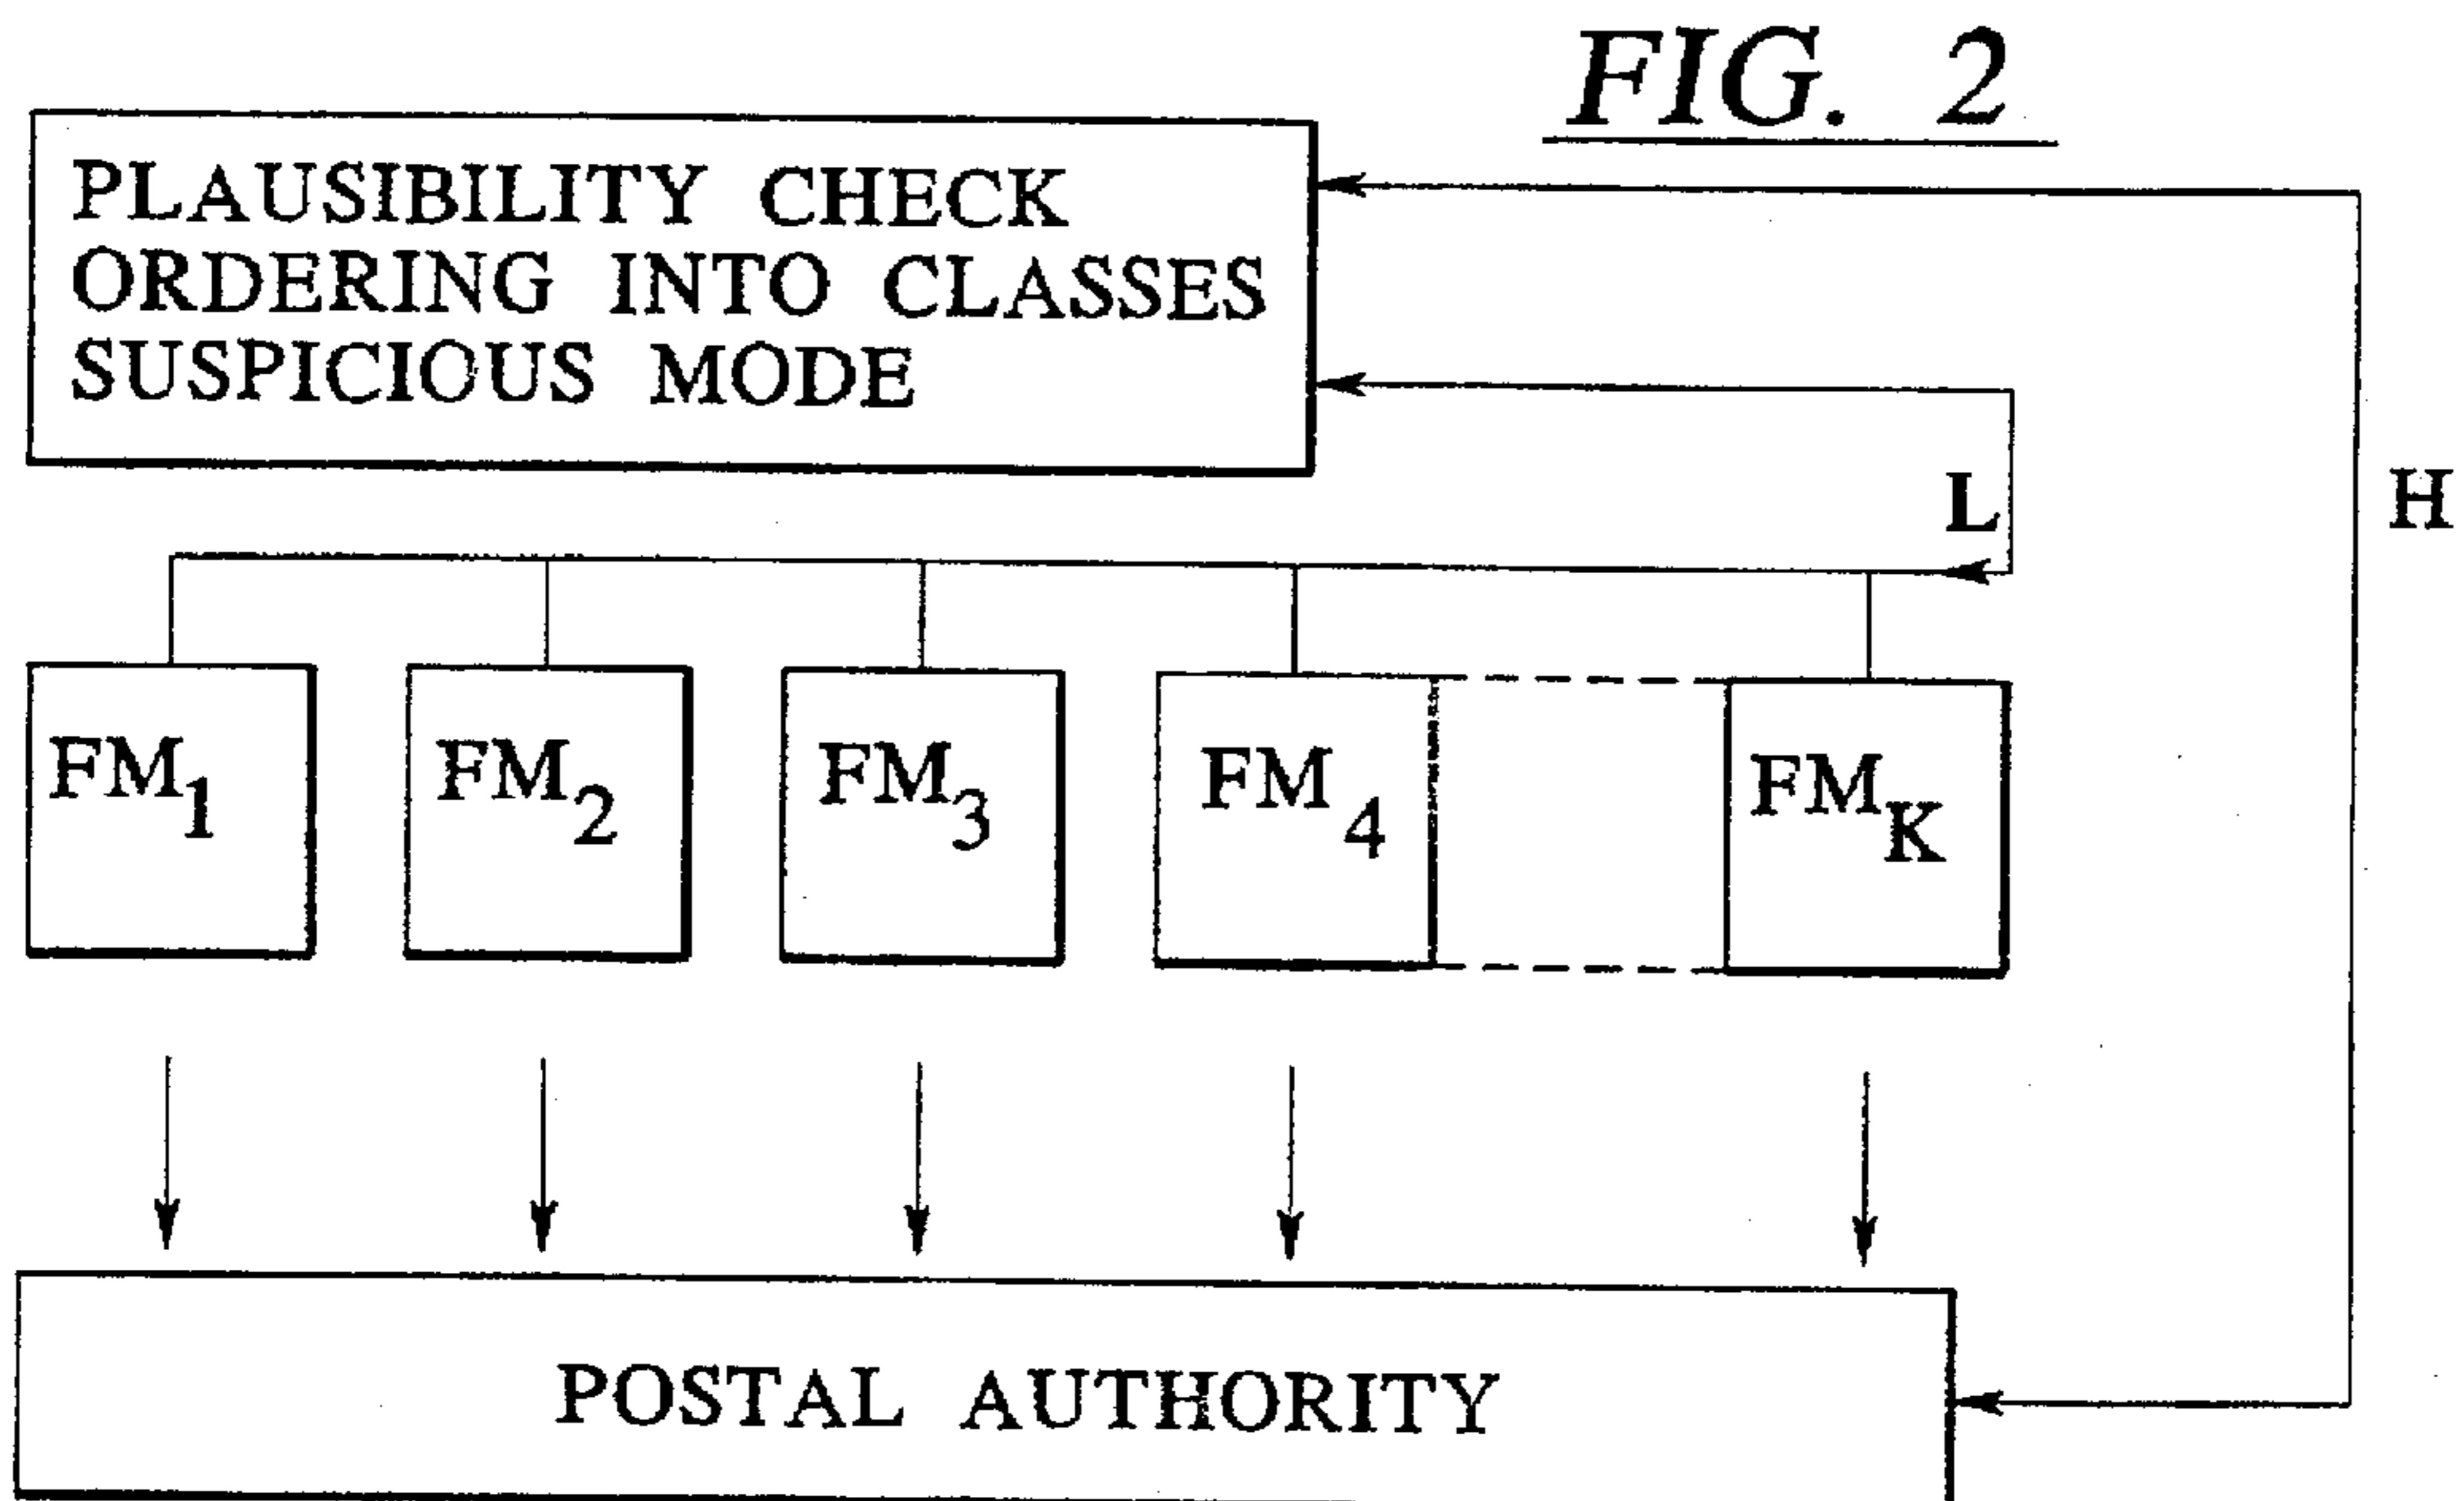 FIG. 2
PLAUSIBILITY CHECK
ORDERING INTO CLASSES
SUSPICIOUS MODE
L
H
FM1
FM2
FM3
FM4
FMK
POSTAL AUTHORITY